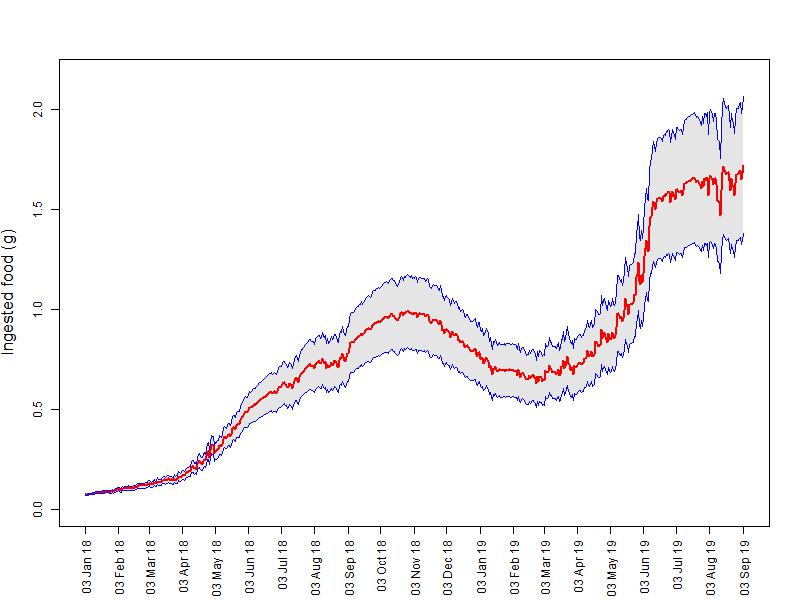 Ingested food (g)
2.0
1.5
1.0
0.5
0.0
03 Jan 18
03 Feb 18
03 Mar 18
03 Apr 18
03 May 18
03 Jun 18
03 Jul 18
03 Aug 18
03 Sep 18
03 Oct 18
03 Nov 18
03 Dec 18
03 Jan 19
03 Feb 19
03 Mar 19
03 Apr 19
03 May 19
03 Jun 19
03 Jul 19
03 Aug 19
03 Sep 19